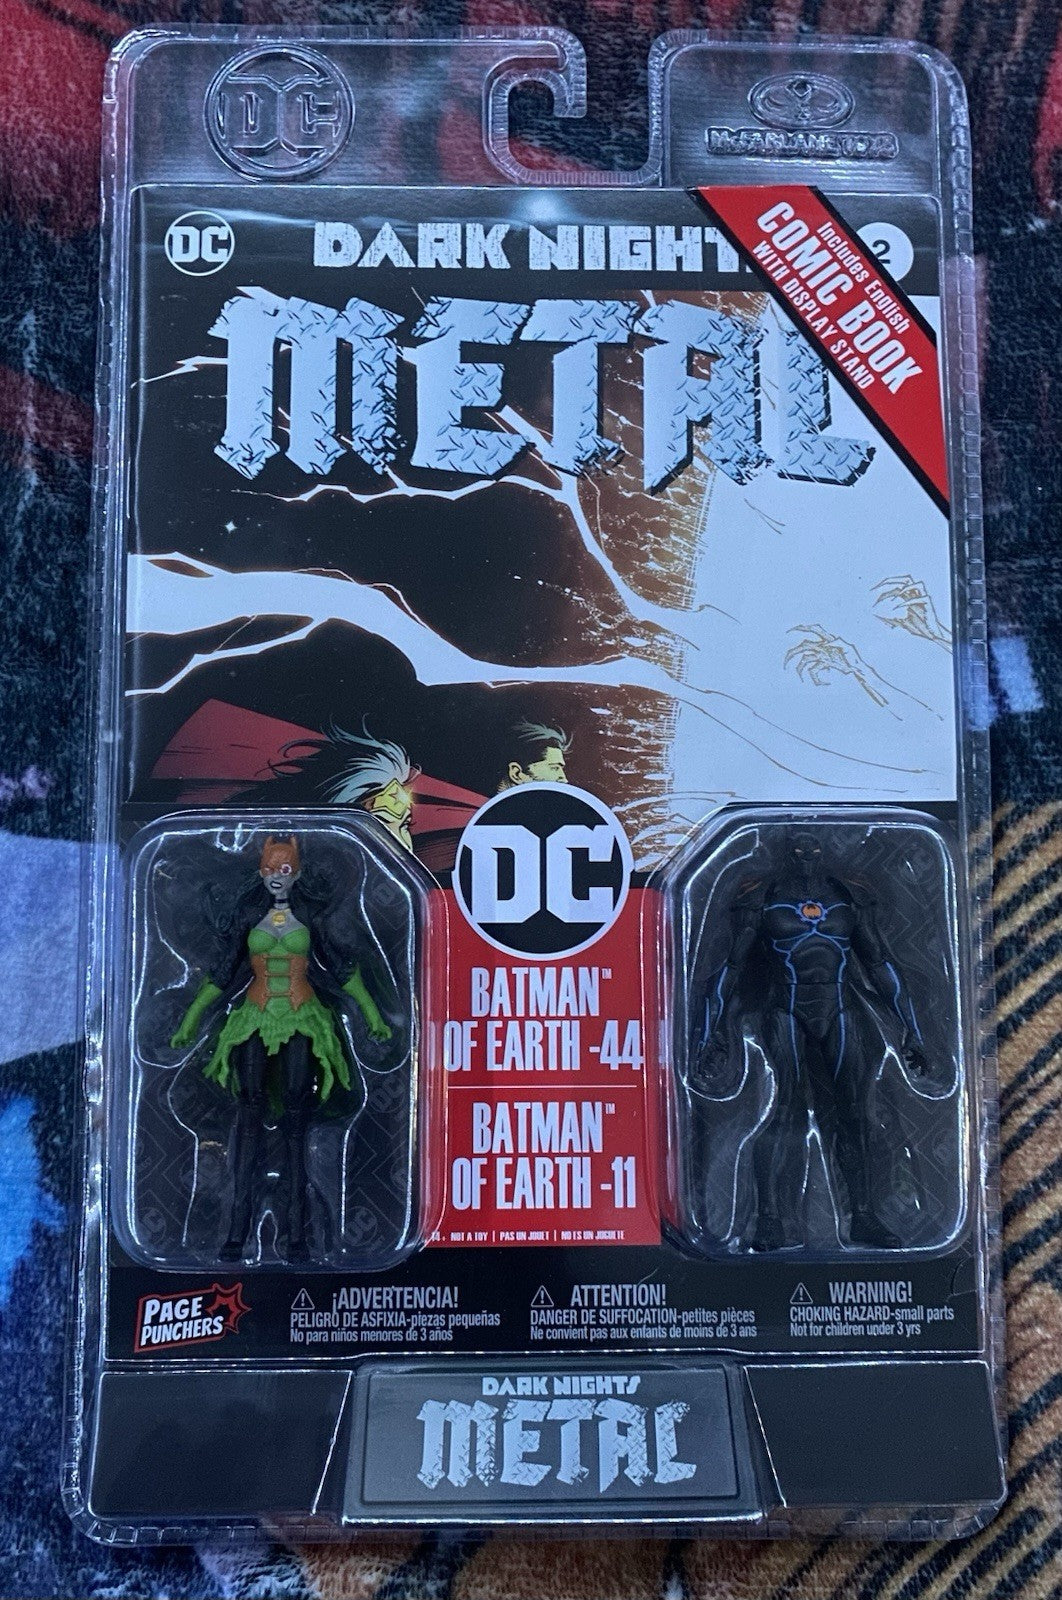 DC
McFARLANE TOYS
DC
DARK NIGHTS
2
METAL
Includes English
COMIC BOOK
WITH DISPLAY STAND
DC
BATMAN™
OF EARTH -44
BATMAN™
OF EARTH -11
14+ NOT A TOY | PAS UN JOUET | NO ES UN JUGUETE
PAGE
PUNCHERS
¡ADVERTENCIA!
PELIGRO DE ASFIXIA-piezas pequeñas
No para niños menores de 3 años
ATTENTION!
DANGER DE SUFFOCATION-petites pièces
Ne convient pas aux enfants de moins de 3 ans
WARNING!
CHOKING HAZARD-small parts
Not for children under 3 yrs
DARK NIGHTS
METAL